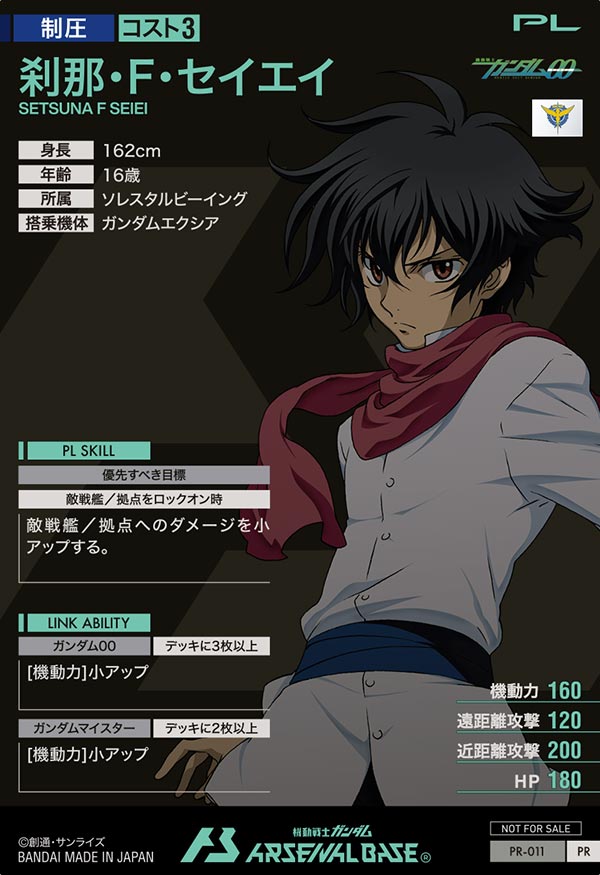 制圧 コスト3 PL
刹那・F・セイエイ
SETSUNA F SEIEI
ガンダム00
身長 162cm
年齢 16歳
所属 ソレスタルビーイング
搭乗機体 ガンダムエクシア
PL SKILL
優先すべき目標
敵戦艦／拠点をロックオン時
敵戦艦／拠点へのダメージを小
アップする。
LINK ABILITY
ガンダム00 デッキに3枚以上
[機動力]小アップ
ガンダムマイスター デッキに2枚以上
[機動力]小アップ
機動力 160
遠距離攻撃 120
近距離攻撃 200
HP 180
©創通・サンライズ
BANDAI MADE IN JAPAN
機動戦士ガンダム
ARSENAL BASE®
NOT FOR SALE
PR-011 PR